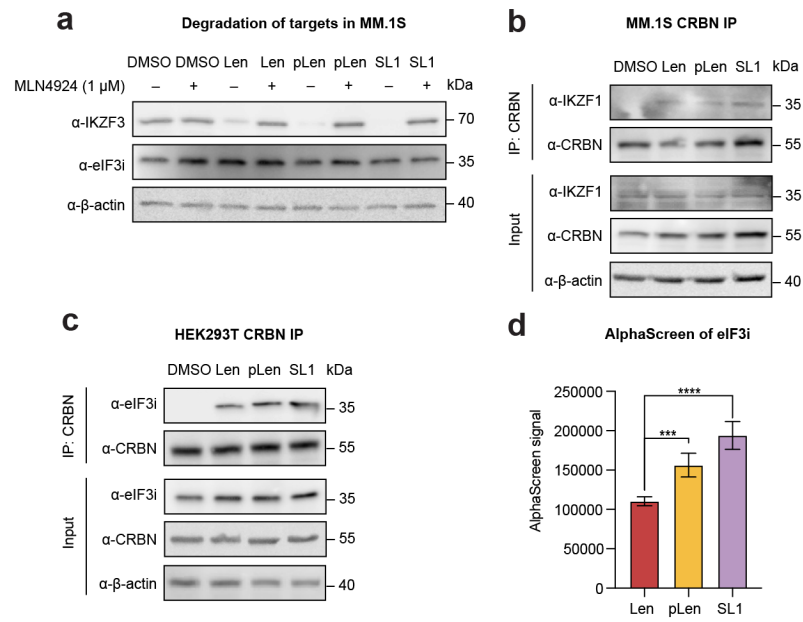 a
Degradation of targets in MM.1S
DMSO DMSO Len Len pLen pLen SL1 SL1
MLN4924 (1 µM) – + – + – + – + kDa
α-IKZF3 70
α-eIF3i 35
α-β-actin 40
b
MM.1S CRBN IP
DMSO Len pLen SL1 kDa
IP: CRBN
α-IKZF1 35
α-CRBN 55
Input
α-IKZF1 35
α-CRBN 55
α-β-actin 40
c
HEK293T CRBN IP
DMSO Len pLen SL1 kDa
IP: CRBN
α-eIF3i 35
α-CRBN 55
Input
α-eIF3i 35
α-CRBN 55
α-β-actin 40
d
AlphaScreen of eIF3i
AlphaScreen signal
250000
200000
150000
100000
50000
0
****
***
Len pLen SL1